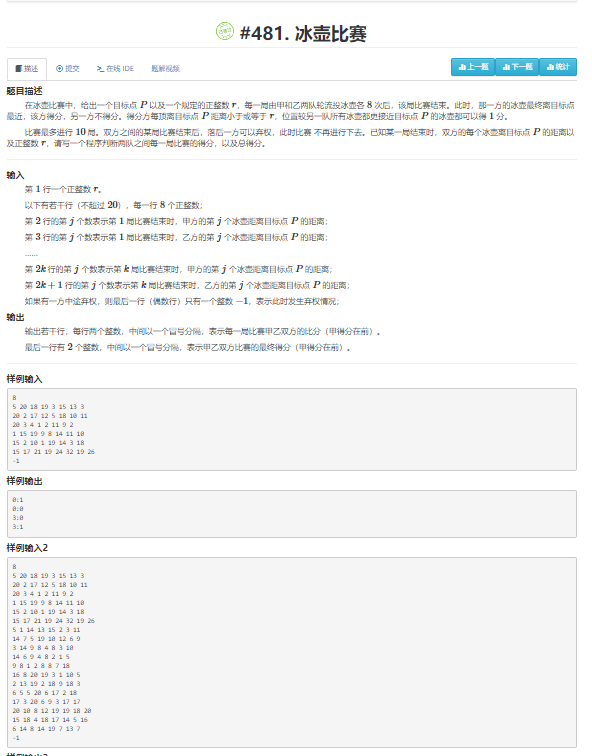 #481. 冰壶比赛
描述 提交 在线 IDE 题解视频 上一题 下一题 统计
题目描述
在冰壶比赛中，给出一个目标点 P 以及一个规定的正整数 r，每一局由甲和乙两队轮流投冰壶各 8 次后，该局比赛结束。此时，那一方的冰壶最终离目标点
最近，该方得分，另一方不得分。得分方每颗离目标点 P 距离小于或等于 r，位置较另一队所有冰壶都更接近目标点 P 的冰壶都可以得 1 分。
比赛最多进行 10 局。双方之间的某局比赛结束后，落后一方可以弃权，此时比赛 不再进行下去。已知某一局结束时，双方的每个冰壶离目标点 P 的距离以
及正整数 r，请写一个程序判断两队之间每一局比赛的得分，以及总得分。
输入
第 1 行一个正整数 r。
以下有若干行（不超过 20），每一行 8 个正整数；
第 2 行的第 j 个数表示第 1 局比赛结束时，甲方的第 j 个冰壶距离目标点 P 的距离；
第 3 行的第 j 个数表示第 1 局比赛结束时，乙方的第 j 个冰壶距离目标点 P 的距离；
......
第 2k 行的第 j 个数表示第 k 局比赛结束时，甲方的第 j 个冰壶距离目标点 P 的距离；
第 2k + 1 行的第 j 个数表示第 k 局比赛结束时，乙方的第 j 个冰壶距离目标点 P 的距离；
如果有一方中途弃权，则最后一行（偶数行）只有一个整数 −1，表示此时发生弃权情况；
输出
输出若干行，每行两个整数，中间以一个冒号分隔，表示每一局比赛甲乙双方的比分（甲得分在前）。
最后一行有 2 个整数，中间以一个冒号分隔，表示甲乙双方比赛的最终得分（甲得分在前）。
样例输入
8
5 20 18 19 3 15 13 3
20 2 17 12 5 18 10 11
20 3 4 1 2 11 9 2
1 15 19 9 8 14 11 10
15 2 10 1 19 14 3 18
15 17 21 19 24 32 19 26
-1
样例输出
0:1
0:0
3:0
3:1
样例输入2
8
5 20 18 19 3 15 13 3
20 2 17 12 5 18 10 11
20 3 4 1 2 11 9 2
1 15 19 9 8 14 11 10
15 2 10 1 19 14 3 18
15 17 21 19 24 32 19 26
5 1 14 13 15 2 3 11
14 7 5 19 10 12 6 9
3 14 9 8 4 8 3 10
14 6 9 4 8 2 1 5
9 8 1 2 8 8 7 18
16 8 20 19 3 1 10 5
2 13 19 2 18 9 18 3
6 5 5 20 6 17 2 18
17 3 20 6 9 3 17 17
20 10 8 12 19 19 18 20
15 18 4 18 17 14 5 16
6 14 8 14 19 7 13 7
-1